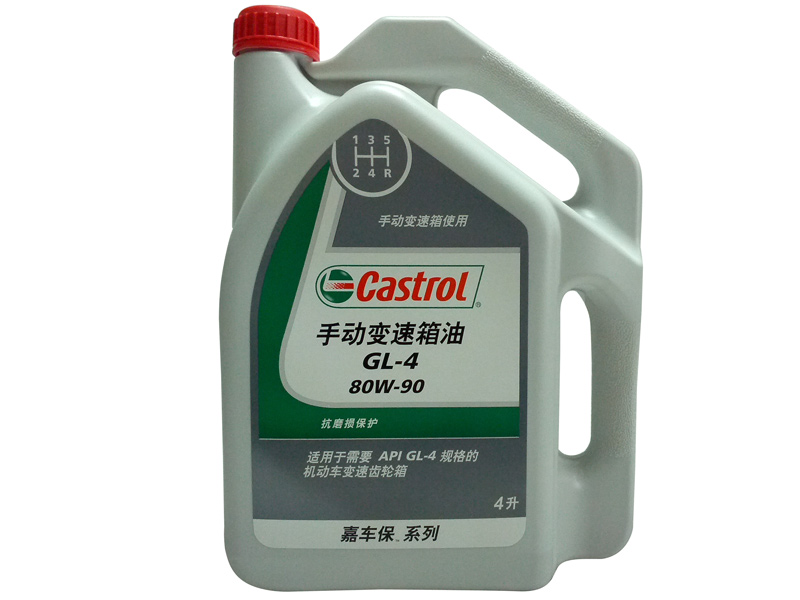 1 3 5
2 4 R
手动变速箱使用
Castrol®
手动变速箱油
GL-4
80W-90
抗磨损保护
适用于需要 API GL-4 规格的
机动车变速齿轮箱
4升
嘉车保™系列